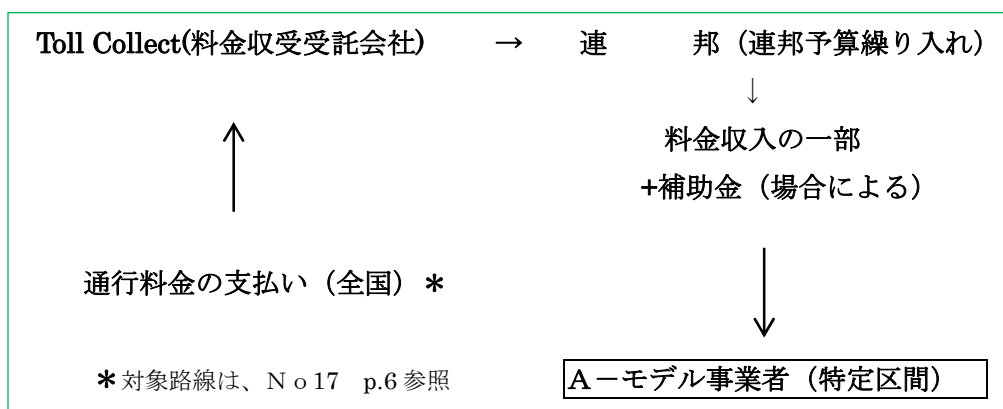 Toll Collect(料金収受受託会社) → 連 邦（連邦予算繰り入れ）
↓
料金収入の一部
+補助金（場合による）
通行料金の支払い（全国）＊
＊対象路線は、Ｎｏ17 p.6 参照
Ａ－モデル事業者（特定区間）